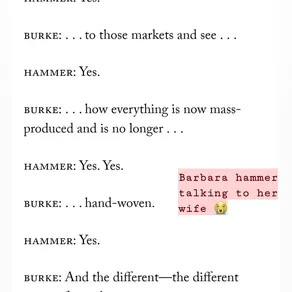 HAMMER: Yes.
BURKE: . . . to those markets and see . . .
HAMMER: Yes.
BURKE: . . . how everything is now mass-
produced and is no longer . . .
HAMMER: Yes. Yes.
Barbara hammer
talking to her
wife 😭
BURKE: . . . hand-woven.
HAMMER: Yes.
BURKE: And the different—the different